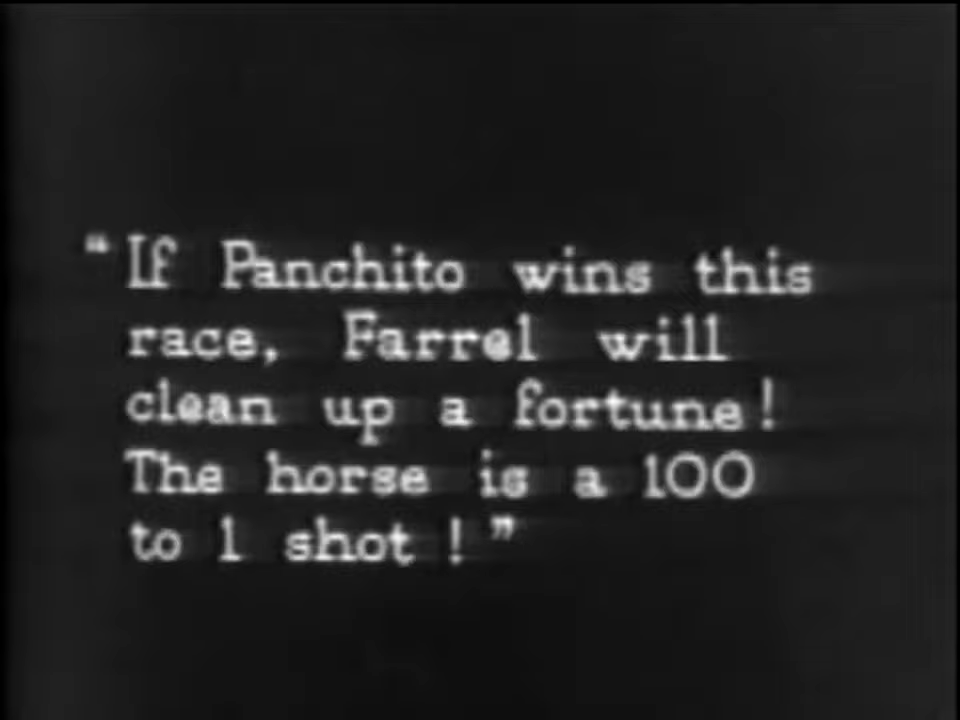 “If Panchito wins this
race, Farrel will
clean up a fortune!
The horse is a 100
to 1 shot!”